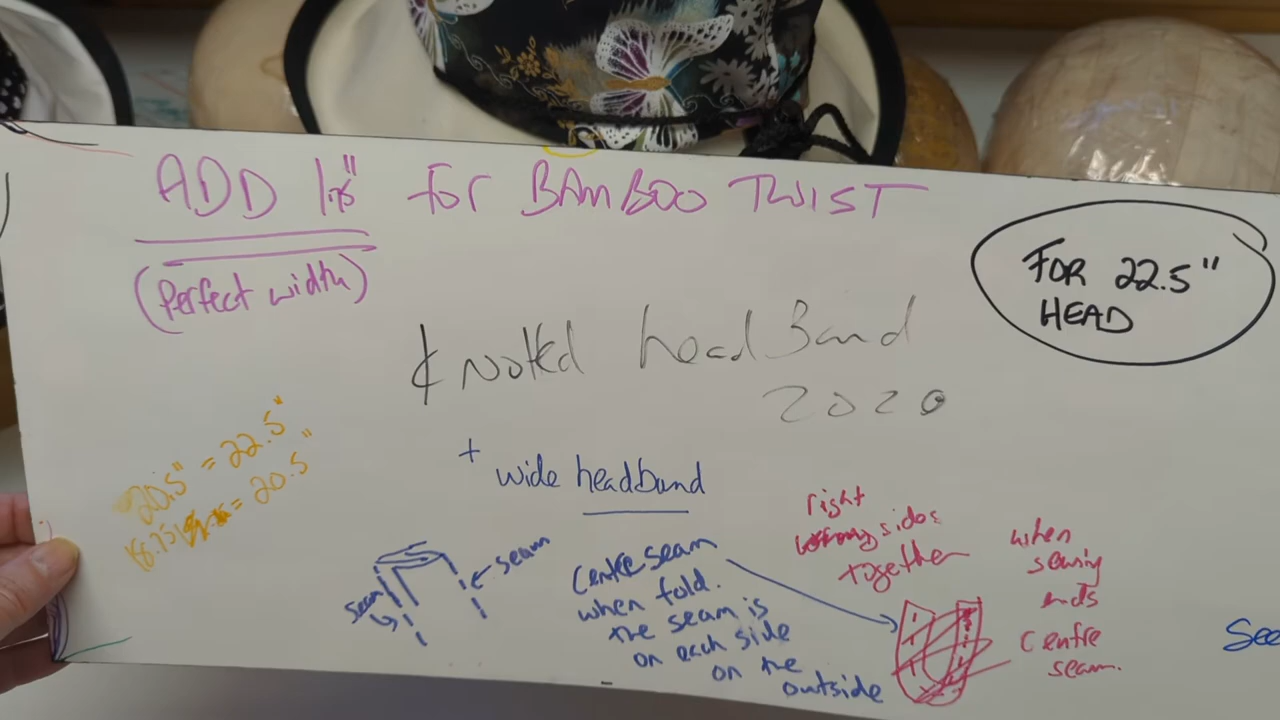 ADD for BAMBOO TWIST
(Perfect width)
FOR 22.5"
HEAD
Knotted headBand
2020
+ wide headband
20.5" = 22.5"
18.75 = 20.5"
seam
seam
Centre seam
when fold.
the seam is
on each side
on the
outside
right
sides
together
when
sewing
ends
Centre
seam.
See